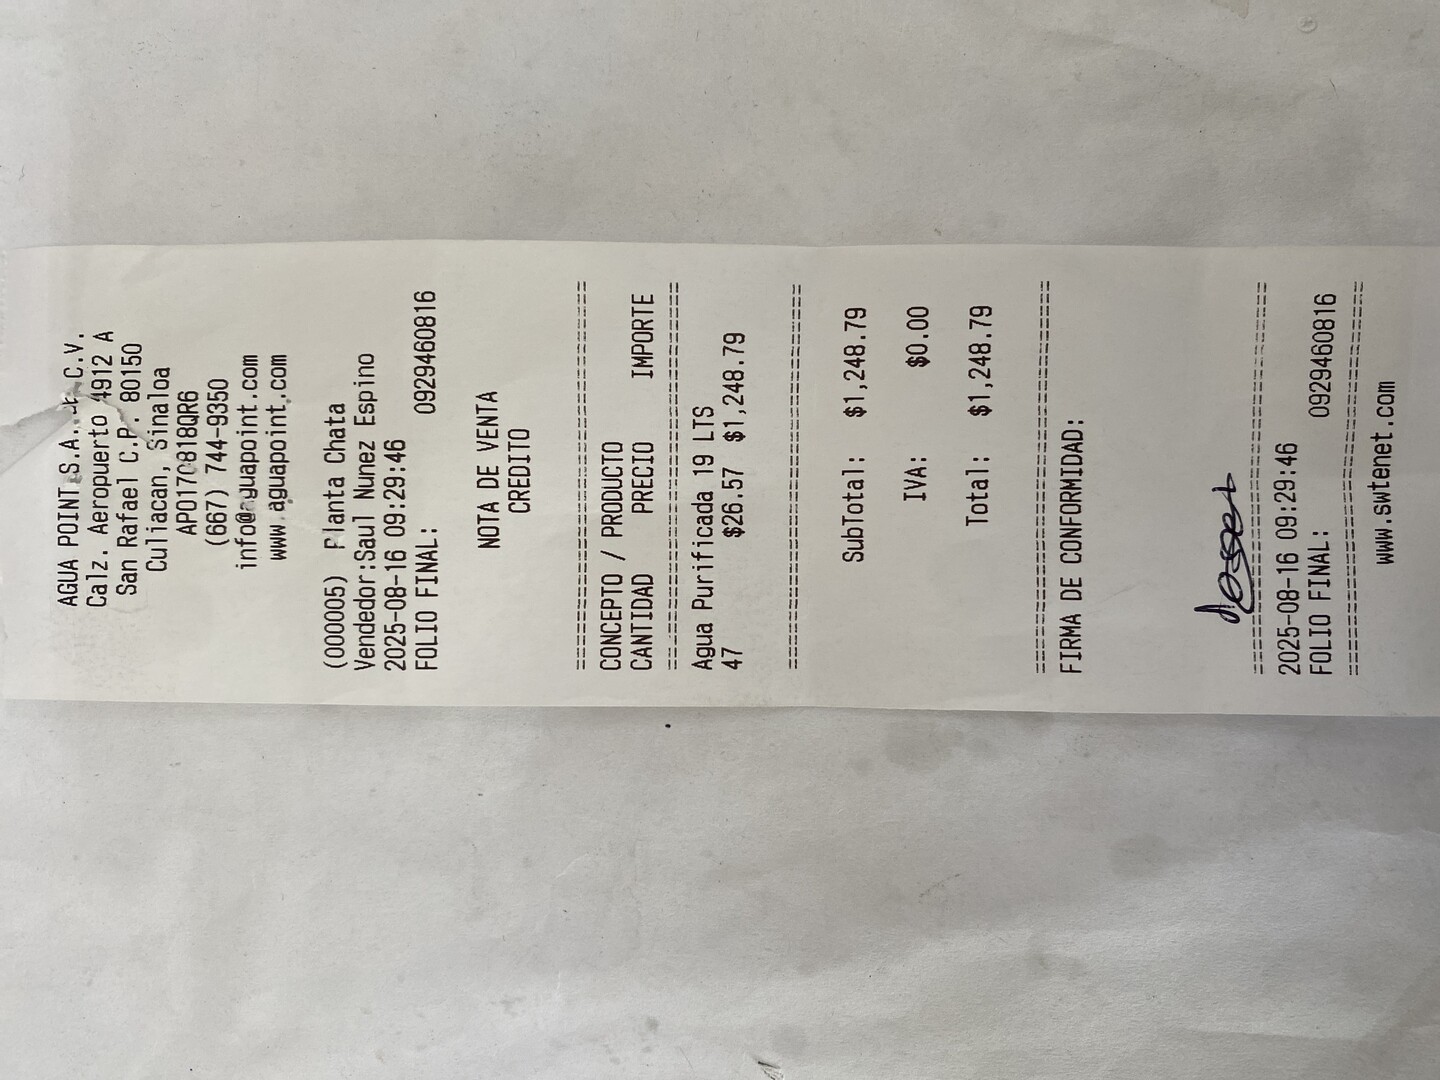 AGUA POINT S.A. C.V.
Calz. Aeropuerto 4912 A
San Rafael C.P. 80150
Culiacan, Sinaloa
APO170818QR6
(667) 744-9350
info@aguapoint.com
www.aguapoint.com
(000005) Planta Chata
Vendedor:Saul Nunez Espino
2025-08-16 09:29:46
FOLIO FINAL: 0929460816
NOTA DE VENTA
CREDITO
CONCEPTO / PRODUCTO
CANTIDAD PRECIO IMPORTE
Agua Purificada 19 LTS
47 $26.57 $1,248.79
SubTotal: $1,248.79
IVA: $0.00
Total: $1,248.79
FIRMA DE CONFORMIDAD:
2025-08-16 09:29:46
FOLIO FINAL: 0929460816
www.swtenet.com